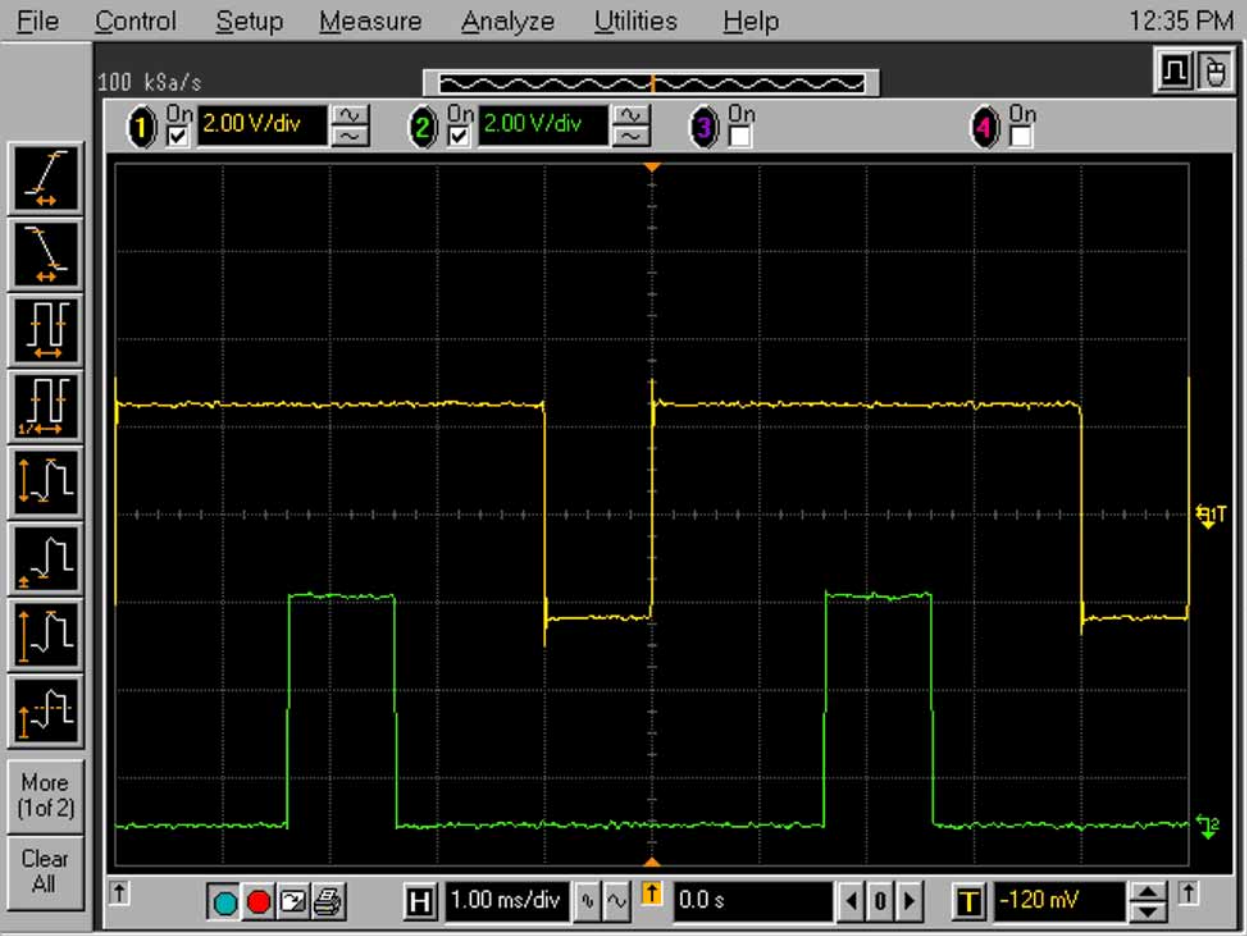 File Control Setup Measure Analyze Utilities Help 12:35 PM
100 kSa/s
1 On 2.00 V/div 2 On 2.00 V/div 3 On 4 On
T
2
More
(1 of 2)
Clear
All
H 1.00 ms/div 0.0 s 0 T -120 mV